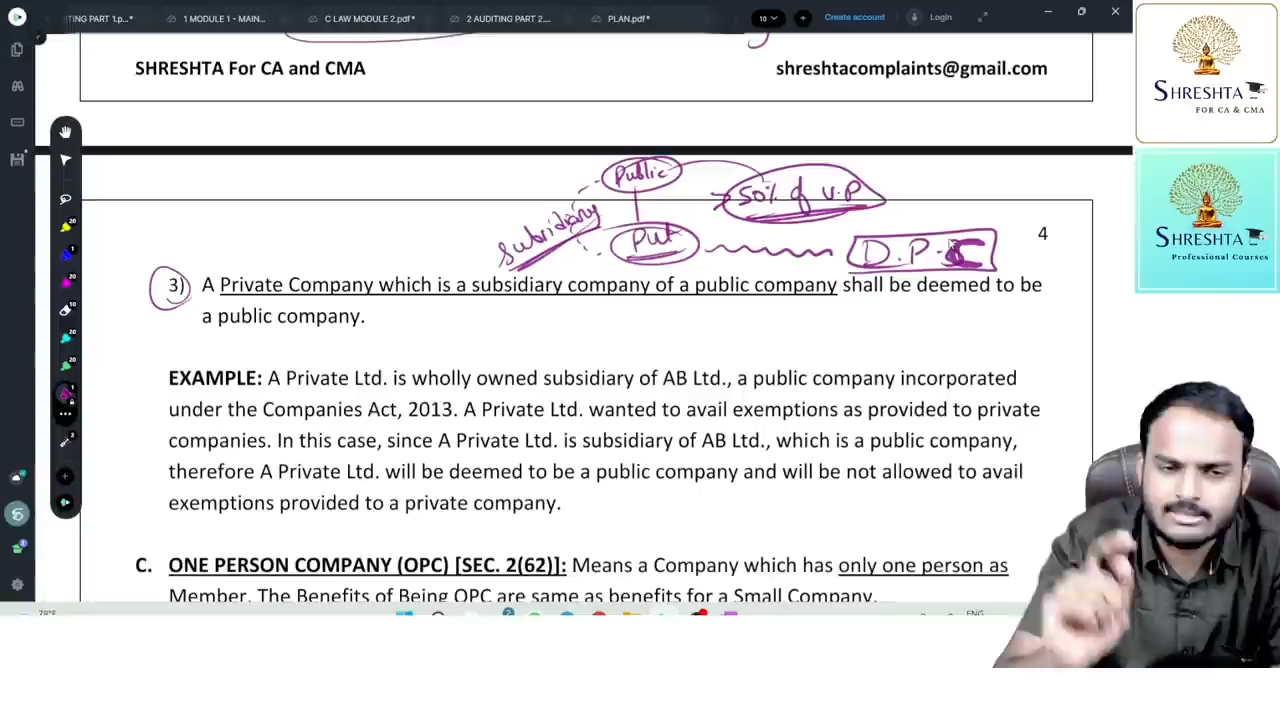 TING PART 1.p...*
1 MODULE 1 - MAIN...
C LAW MODULE 2.pdf*
2 AUDITING PART 2....
PLAN.pdf*
10
Create account
Login
SHRESHTA For CA and CMA
shreshtacomplaints@gmail.com
SHRESHTA
FOR CA & CMA
SHRESHTA
Professional Courses
Public
50% of V.P
subsidiary
Put
D.P.C
4
3) A Private Company which is a subsidiary company of a public company shall be deemed to be
a public company.
EXAMPLE: A Private Ltd. is wholly owned subsidiary of AB Ltd., a public company incorporated
under the Companies Act, 2013. A Private Ltd. wanted to avail exemptions as provided to private
companies. In this case, since A Private Ltd. is subsidiary of AB Ltd., which is a public company,
therefore A Private Ltd. will be deemed to be a public company and will be not allowed to avail
exemptions provided to a private company.
C. ONE PERSON COMPANY (OPC) [SEC. 2(62)]: Means a Company which has only one person as
Member. The Benefits of Being OPC are same as benefits for a Small Company.
78°F
ENG